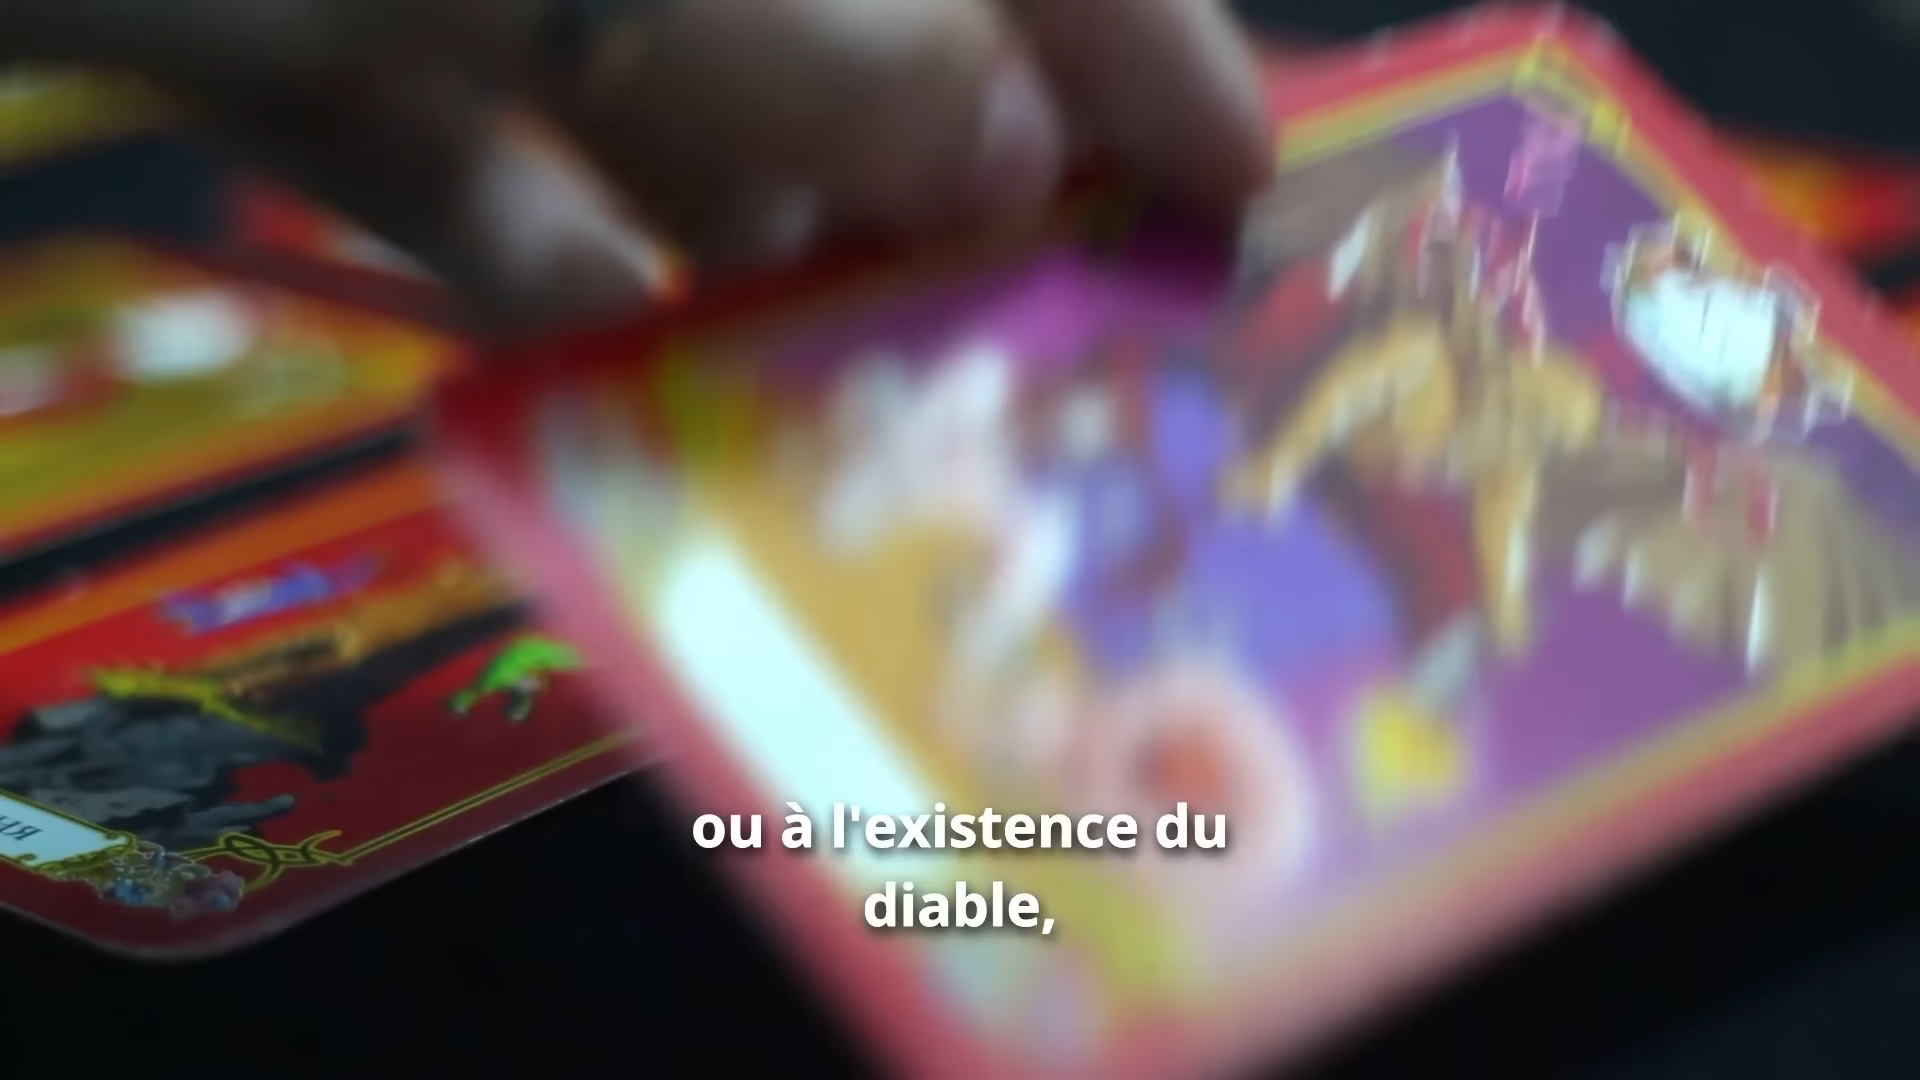 ou à l'existence du
diable,